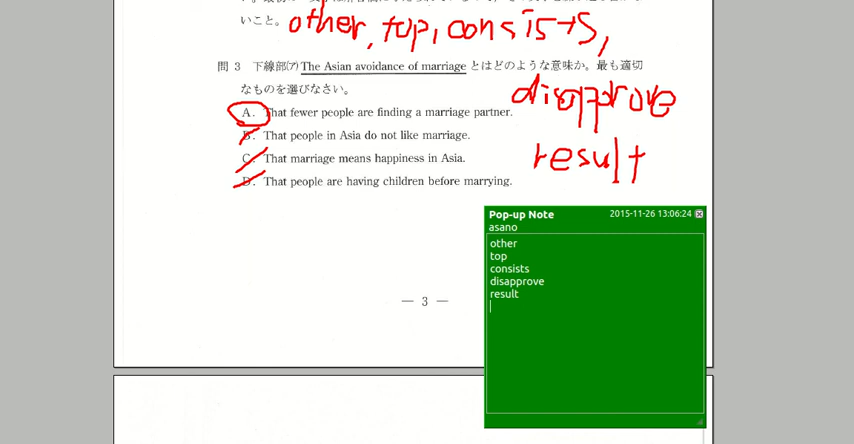 いこと。
other, top, consists,
問 3 下線部(ア) The Asian avoidance of marriage とはどのような意味か。最も適切
なものを選びなさい。
disapprove
A. That fewer people are finding a marriage partner.
B. That people in Asia do not like marriage.
result
C. That marriage means happiness in Asia.
D. That people are having children before marrying.
Pop-up Note 2015-11-26 13:06:24
asano
other
top
consists
disapprove
result
— 3 —